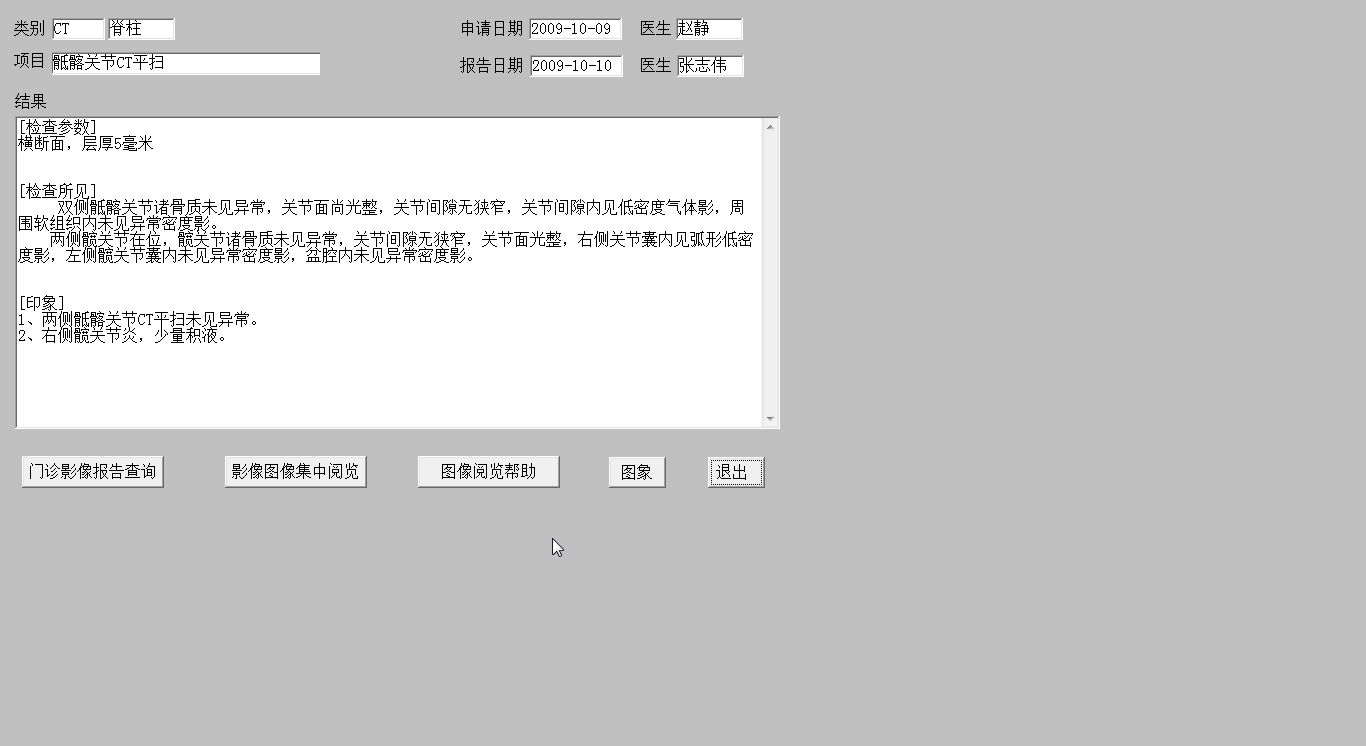 类别 CT 脊柱 申请日期 2009-10-09 医生 赵静
项目 骶髂关节CT平扫 报告日期 2009-10-10 医生 张志伟
结果
[检查参数]
横断面，层厚5毫米
[检查所见]
双侧骶髂关节诸骨质未见异常，关节面尚光整，关节间隙无狭窄，关节间隙内见低密度气体影，周
围软组织内未见异常密度影。
两侧髋关节在位，髋关节诸骨质未见异常，关节间隙无狭窄，关节面光整，右侧关节囊内见弧形低密
度影，左侧髋关节囊内未见异常密度影，盆腔内未见异常密度影。
[印象]
1、两侧骶髂关节CT平扫未见异常。
2、右侧髋关节炎，少量积液。
门诊影像报告查询 影像图像集中阅览 图像阅览帮助 图象 退出